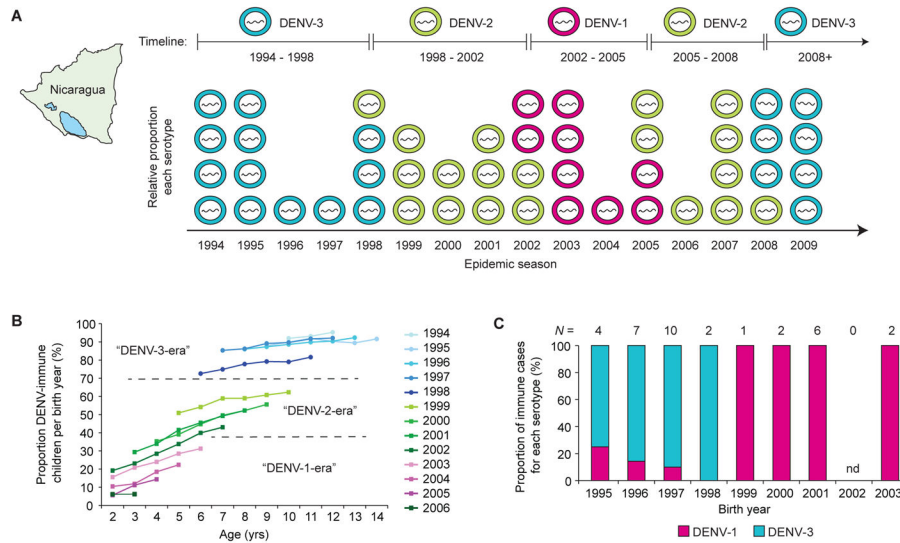 A
DENV-3 DENV-2 DENV-1 DENV-2 DENV-3
Timeline:
1994 - 1998 1998 - 2002 2002 - 2005 2005 - 2008 2008+
Nicaragua
Relative proportion
each serotype
1994 1995 1996 1997 1998 1999 2000 2001 2002 2003 2004 2005 2006 2007 2008 2009
Epidemic season
B
Proportion DENV-immune
children per birth year (%)
100
90
80
70
60
50
40
30
20
10
0
"DENV-3-era"
"DENV-2-era"
"DENV-1-era"
2 3 4 5 6 7 8 9 10 11 12 13 14
Age (yrs)
1994
1995
1996
1997
1998
1999
2000
2001
2002
2003
2004
2005
2006
C
N = 4 7 10 2 1 2 6 0 2
Proportion of immune cases
for each serotype (%)
100
80
60
40
20
0
nd
1995 1996 1997 1998 1999 2000 2001 2002 2003
Birth year
DENV-1 DENV-3